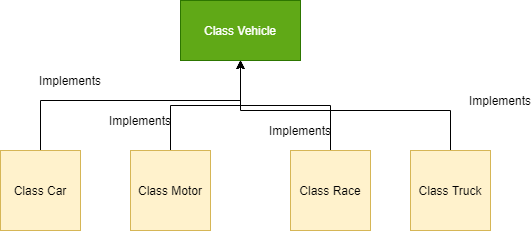 Class Vehicle
Implements
Implements
Implements
Implements
Class Car
Class Motor
Class Race
Class Truck